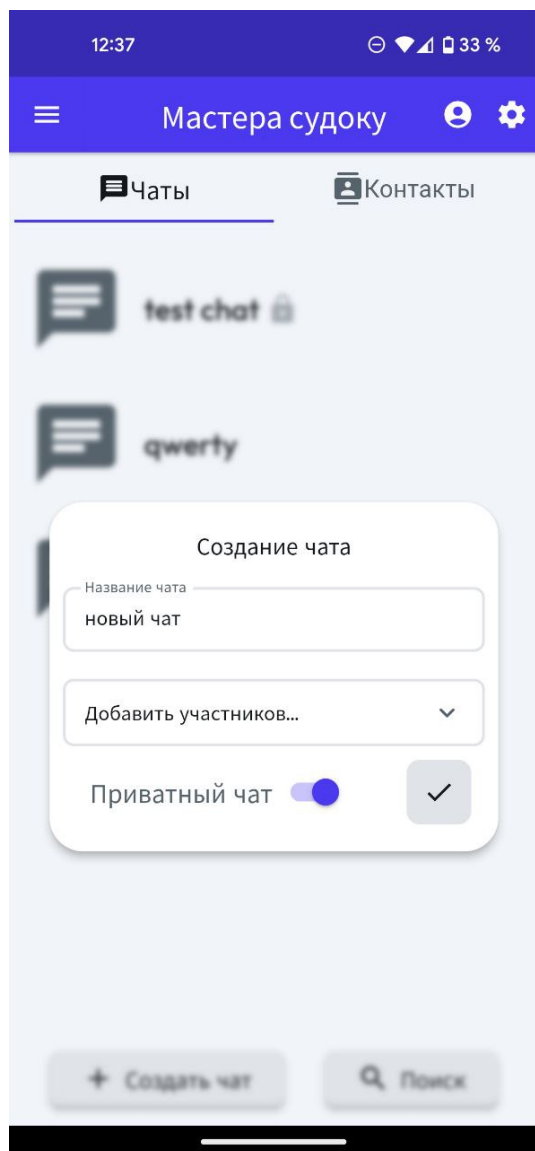 12:37 33 %
Мастера судоку
Чаты Контакты
test chat
qwerty
Создание чата
Название чата
новый чат
Добавить участников...
Приватный чат
+ Создать чат Поиск